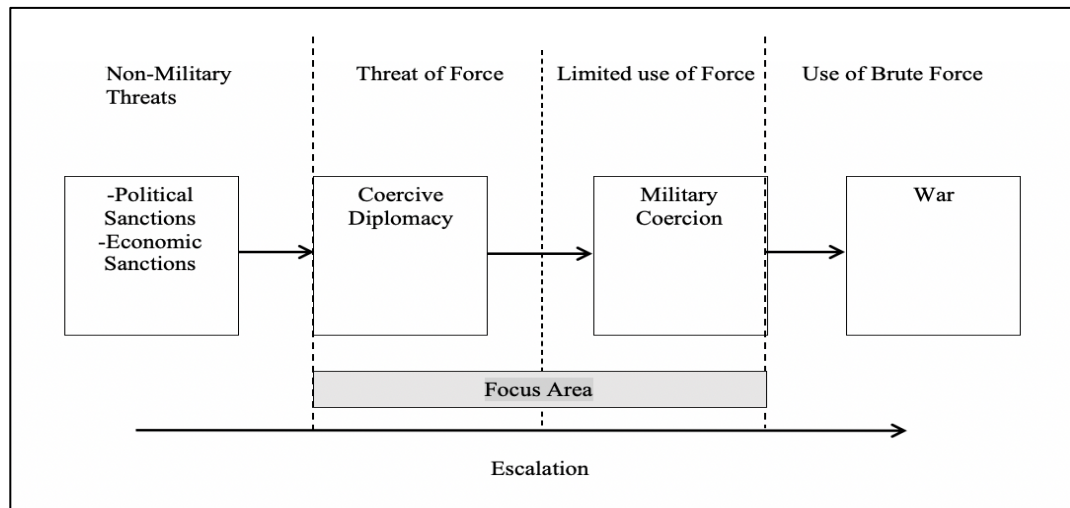 Non-Military
Threats
Threat of Force
Limited use of Force
Use of Brute Force
-Political
Sanctions
-Economic
Sanctions
Coercive
Diplomacy
Military
Coercion
War
Focus Area
Escalation